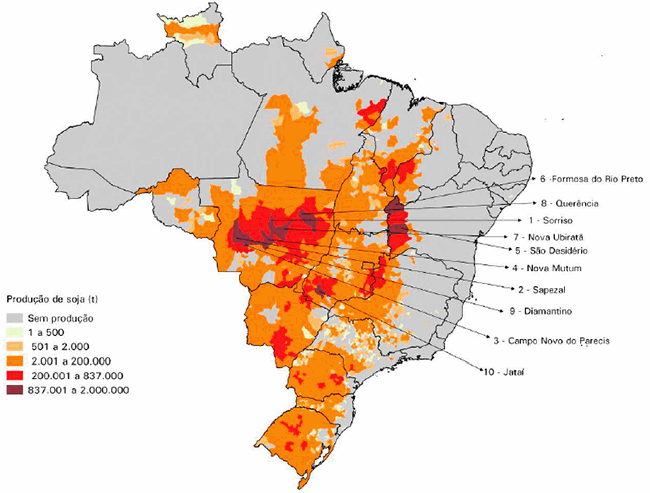 6 -Formosa do Rio Preto
8 - Querência
1 - Sorriso
7 - Nova Ubiratã
5 - São Desidério
4 - Nova Mutum
2 - Sapezal
9 - Diamantino
3 - Campo Novo do Parecis
10 - Jataí
Produção de soja (t)
Sem produção
1 a 500
501 a 2.000
2.001 a 200.000
200.001 a 837.000
837.001 a 2.000.000